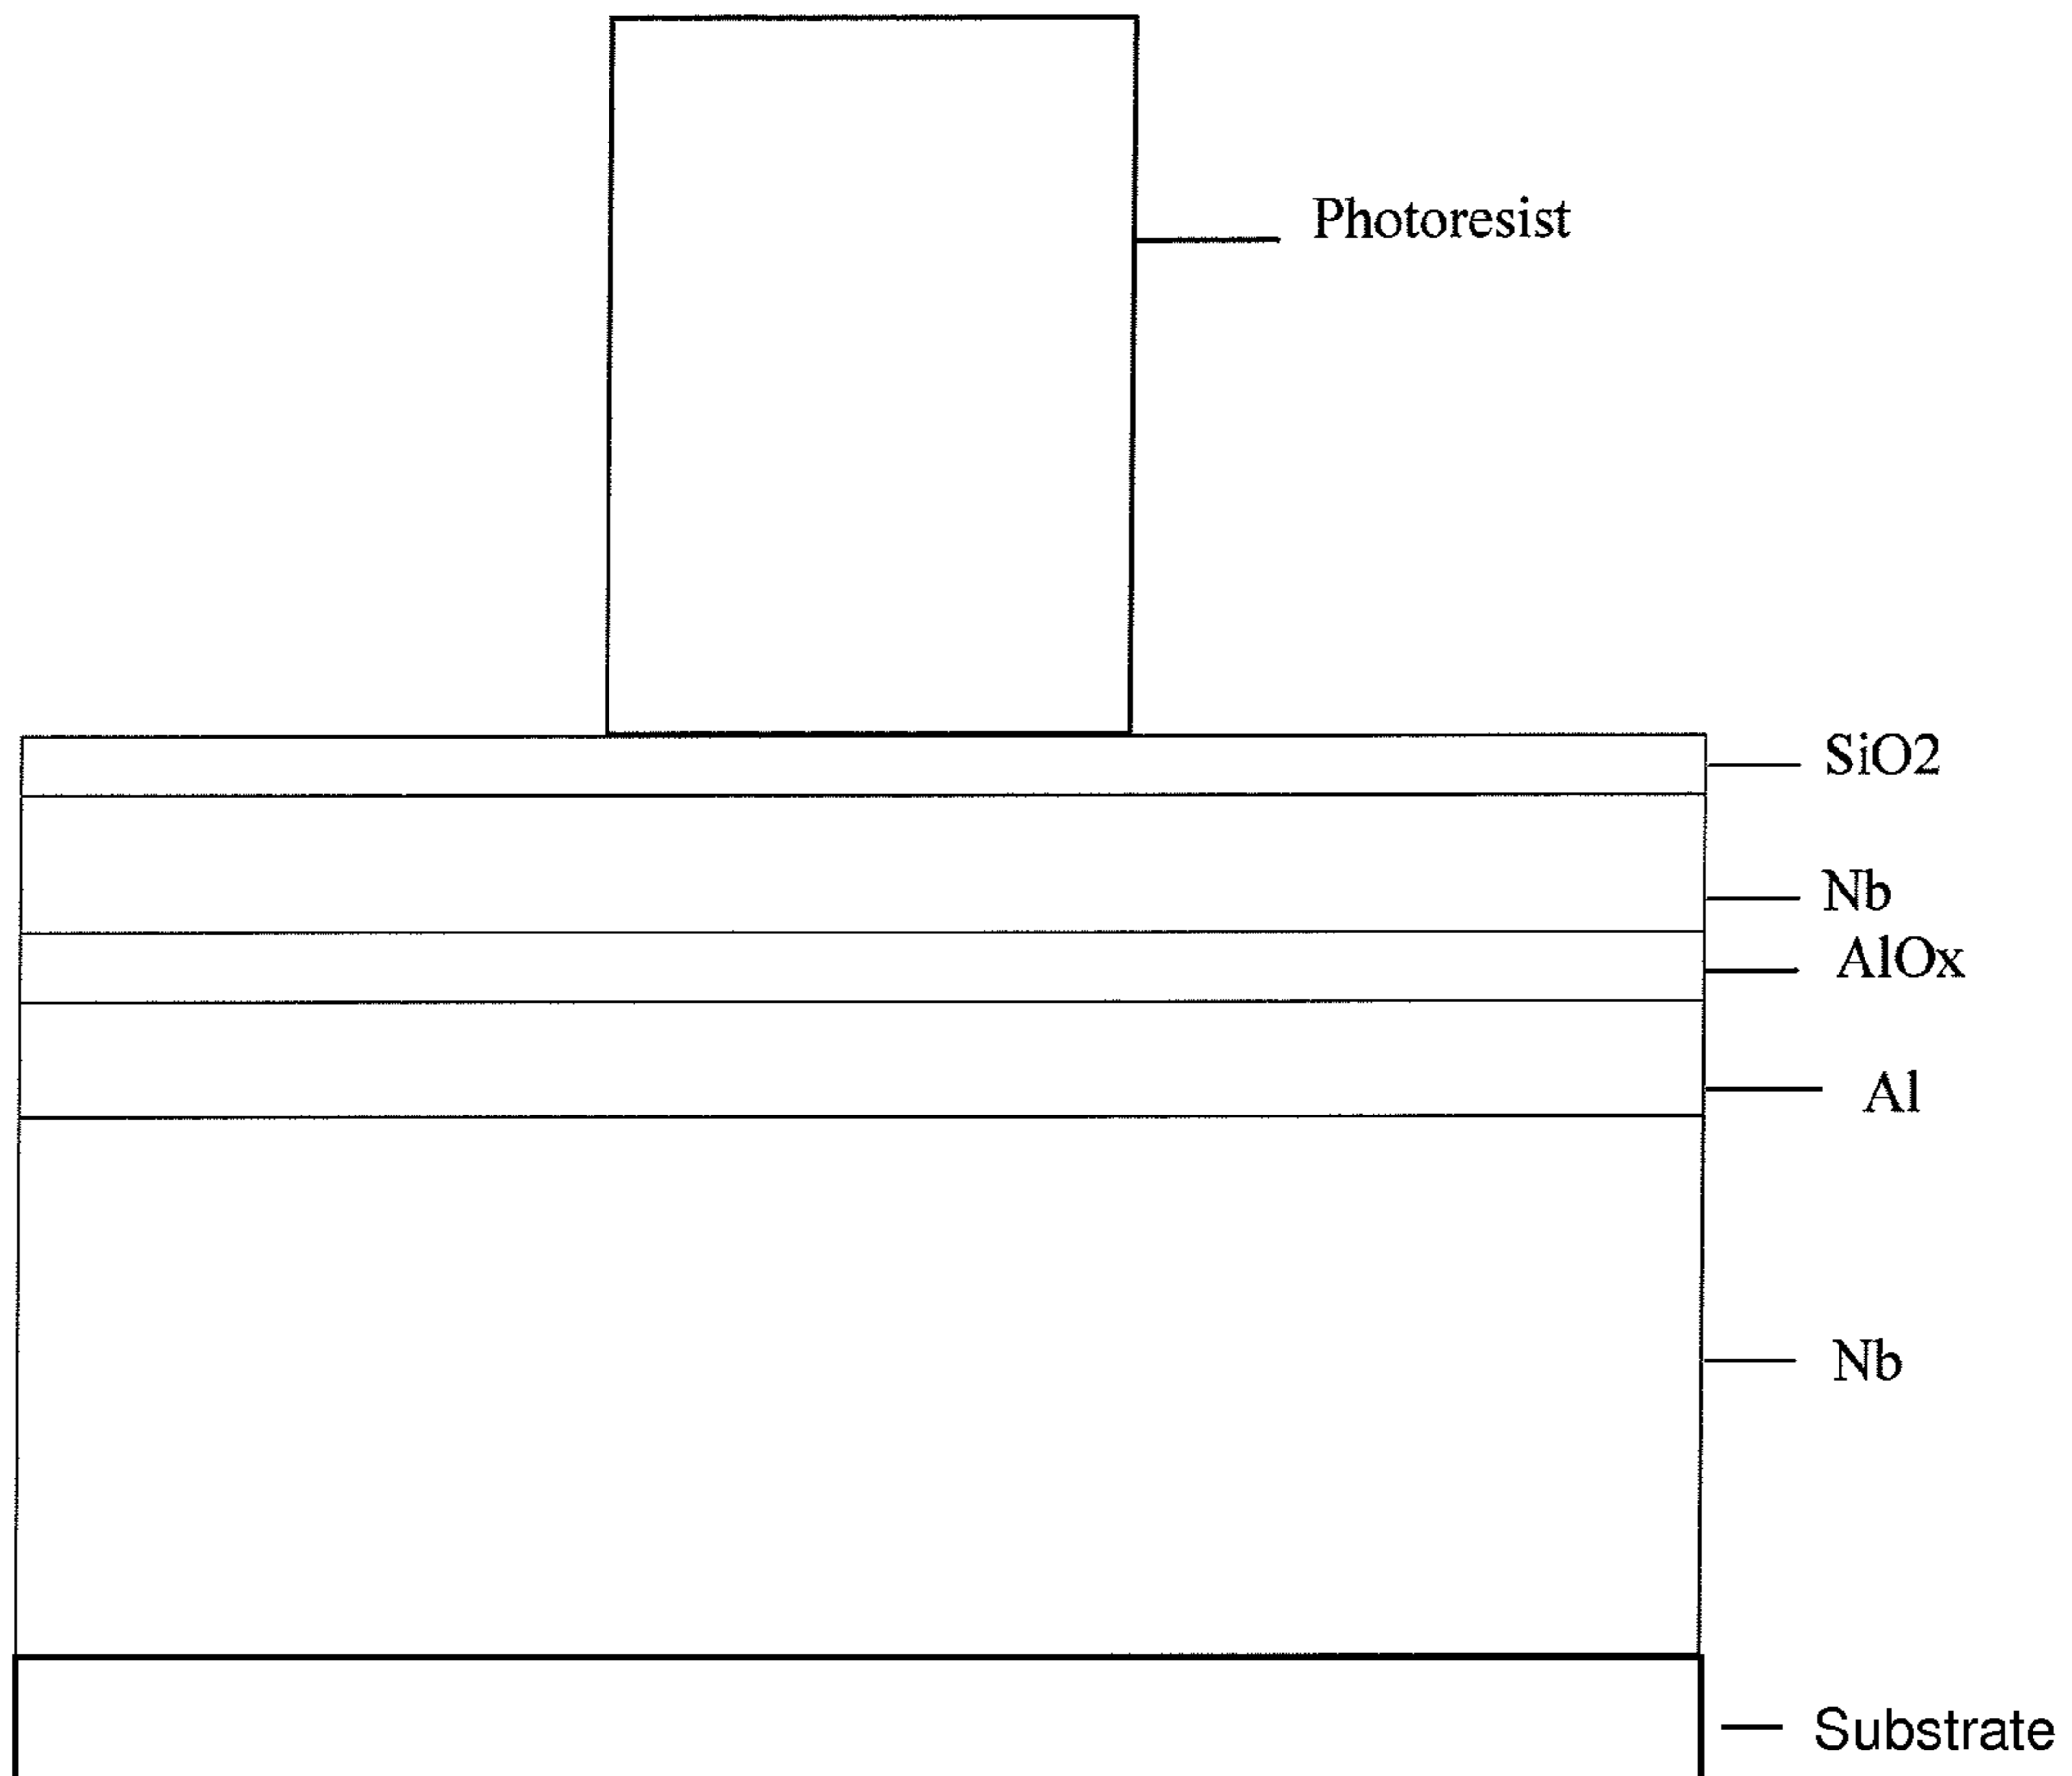 Photoresist
SiO2
Nb
AlOx
Al
Nb
Substrate